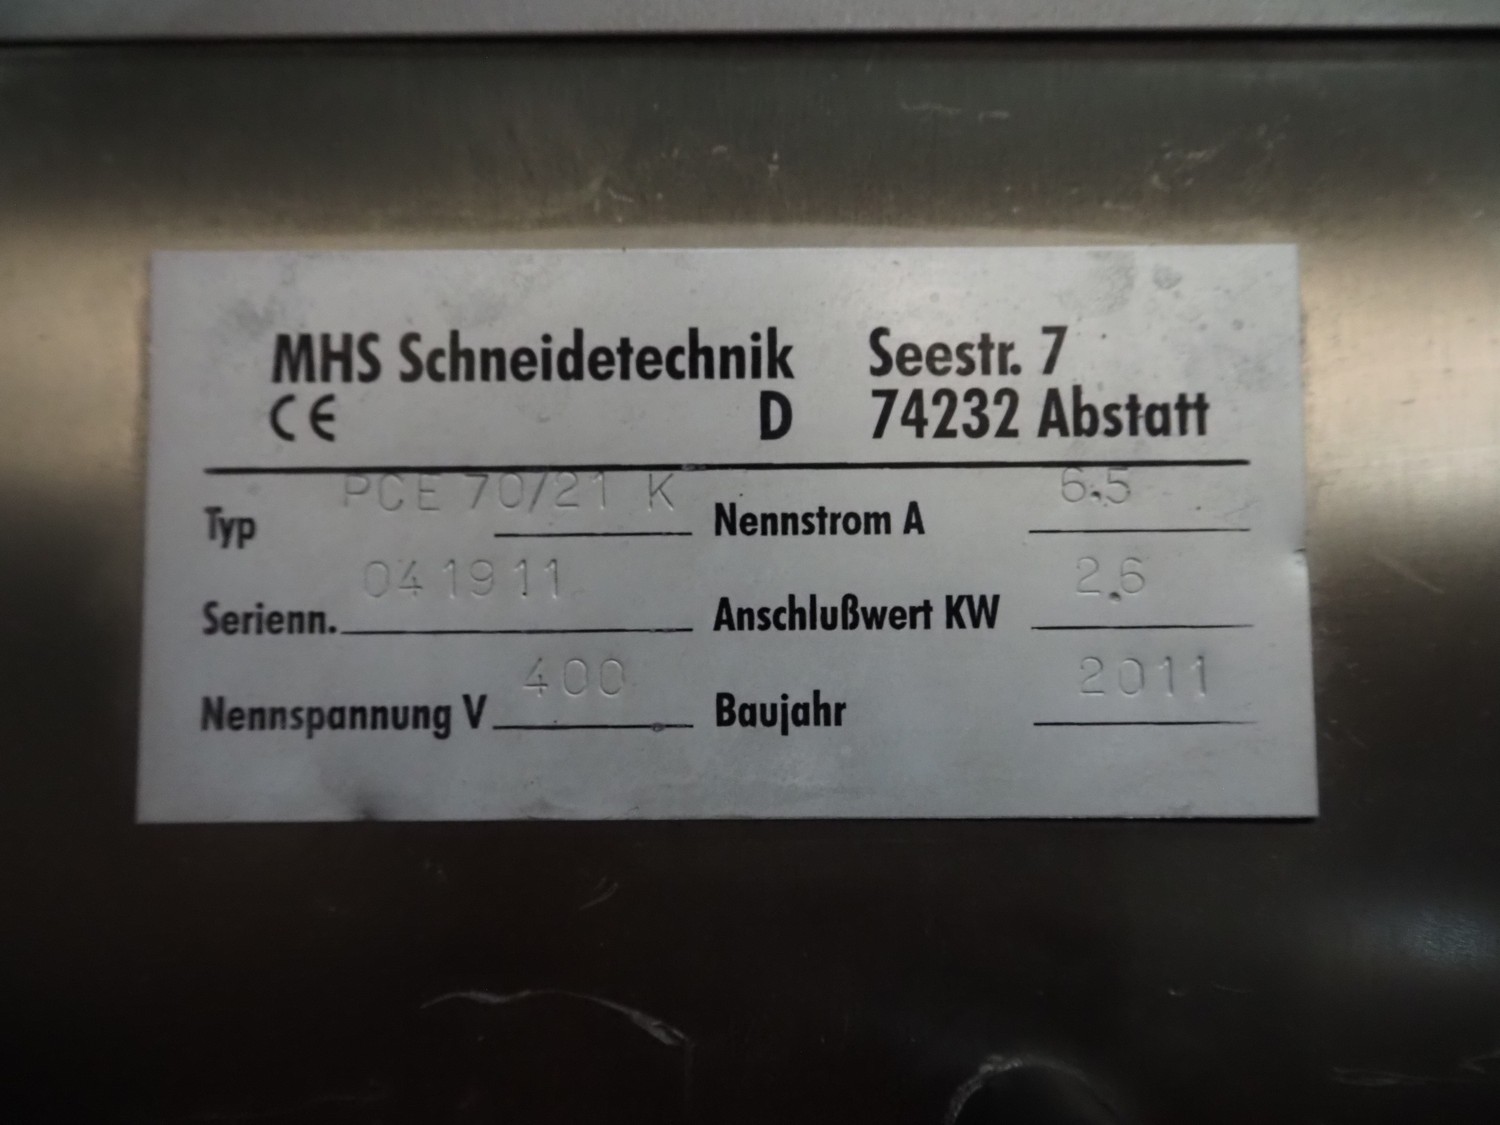 MHS Schneidetechnik Seestr. 7
CE D 74232 Abstatt
Typ PCE 70/21 K Nennstrom A 6,5
Serienn. 041911 Anschlußwert KW 2,6
Nennspannung V 400 Baujahr 2011